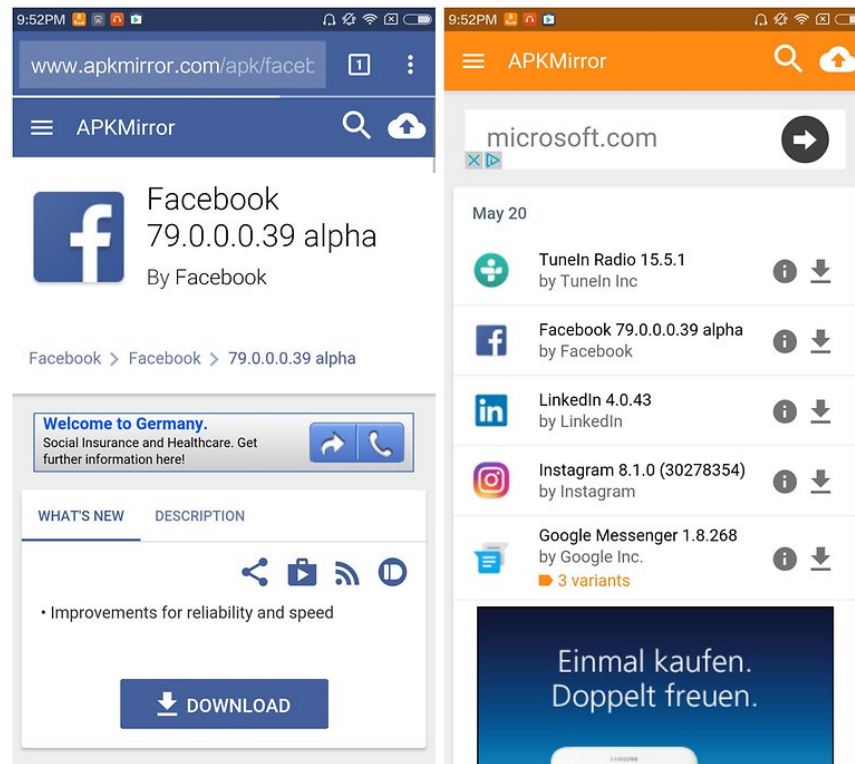 9:52PM
www.apkmirror.com/apk/faceb
1
APKMirror
Facebook
79.0.0.0.39 alpha
By Facebook
Facebook > Facebook > 79.0.0.0.39 alpha
Welcome to Germany.
Social Insurance and Healthcare. Get
further information here!
WHAT'S NEW DESCRIPTION
• Improvements for reliability and speed
DOWNLOAD
9:52PM
APKMirror
microsoft.com
May 20
TuneIn Radio 15.5.1
by TuneIn Inc
Facebook 79.0.0.0.39 alpha
by Facebook
LinkedIn 4.0.43
by LinkedIn
Instagram 8.1.0 (30278354)
by Instagram
Google Messenger 1.8.268
by Google Inc.
3 variants
Einmal kaufen.
Doppelt freuen.
SAMSUNG